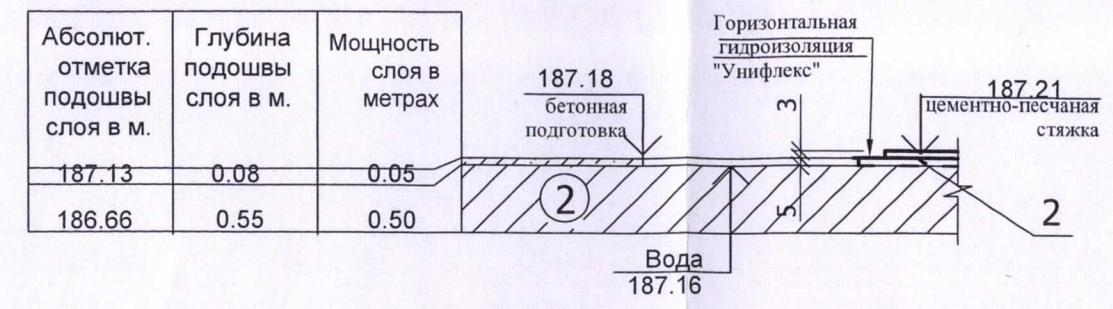 Абсолют.
отметка
подошвы
слоя в м.
Глубина
подошвы
слоя в м.
Мощность
слоя в
метрах
187.13 0.08 0.05
186.66 0.55 0.50
187.18
бетонная
подготовка
Горизонтальная
гидроизоляция
"Унифлекс"
187.21
цементно-песчаная
стяжка
3
5
2
2
Вода
187.16